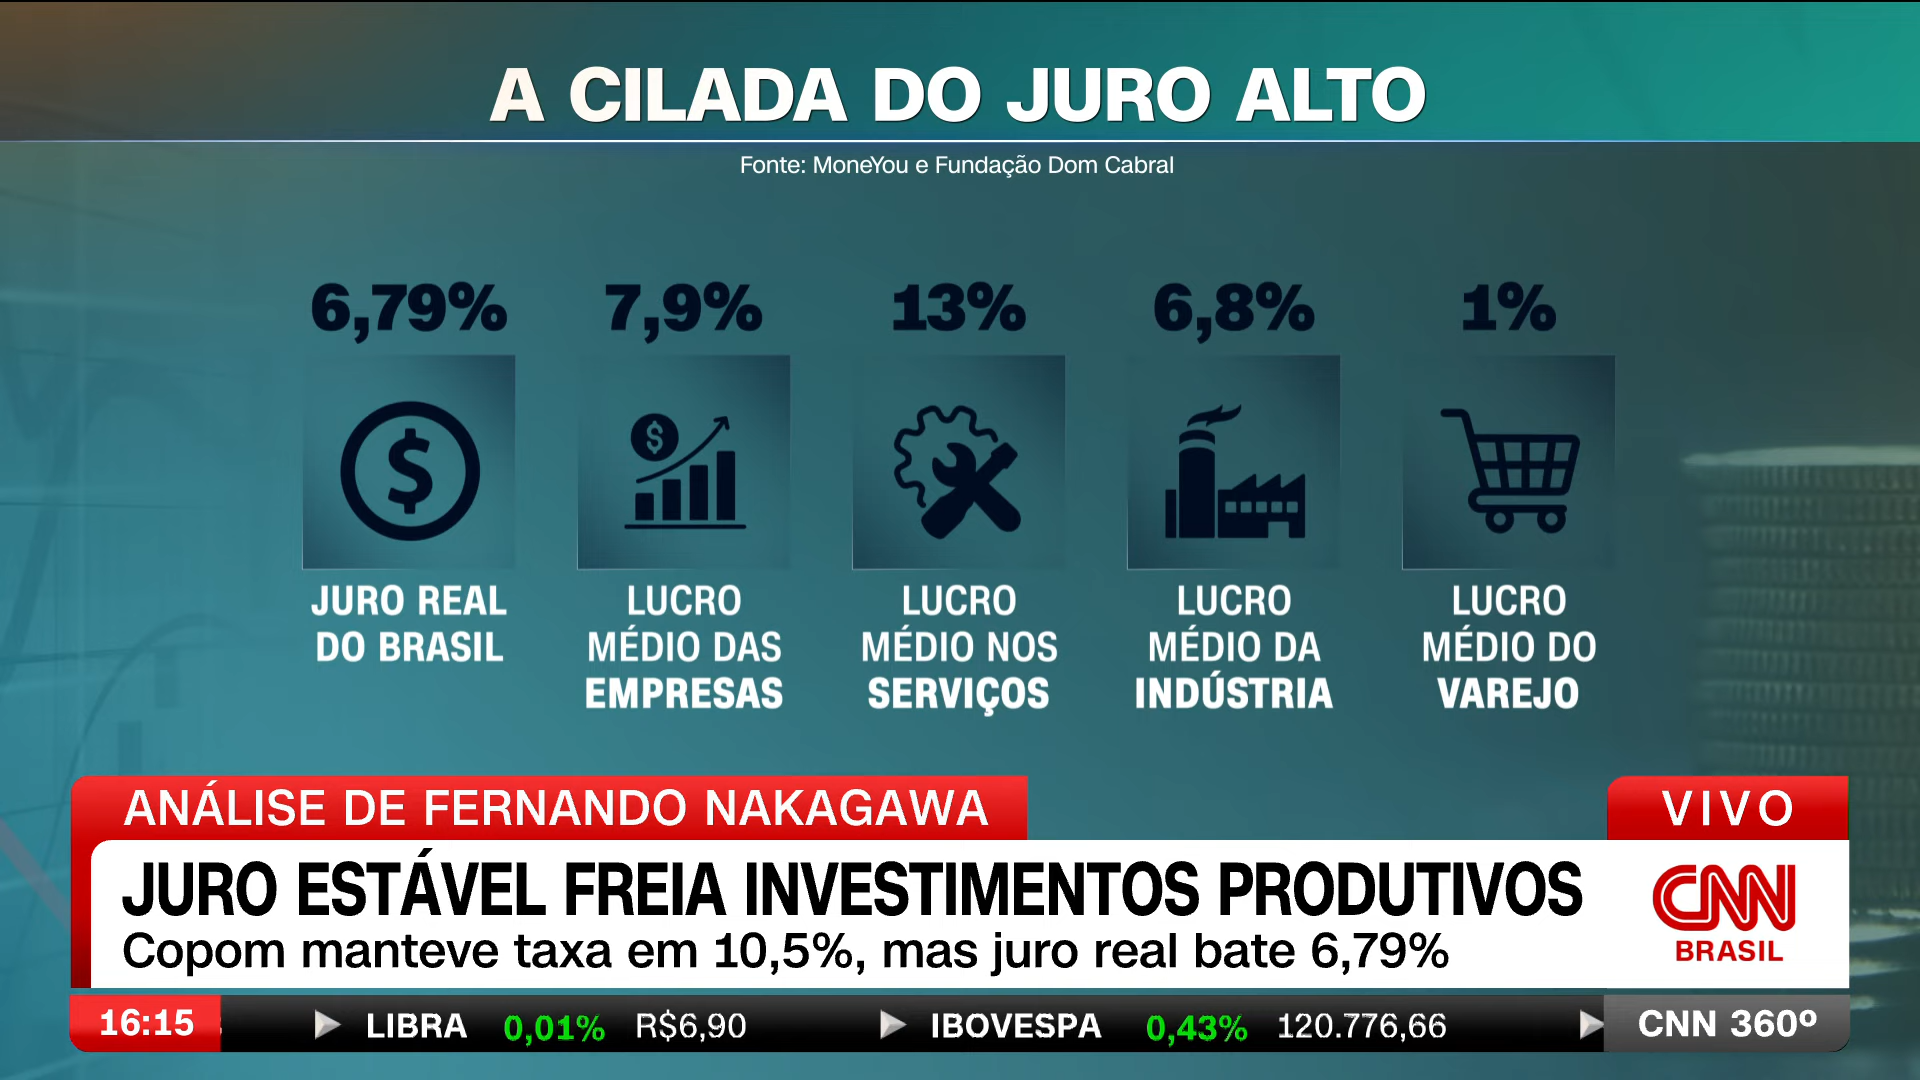 A CILADA DO JURO ALTO
Fonte: MoneYou e Fundação Dom Cabral
6,79%
7,9%
13%
6,8%
1%
$
$
JURO REAL
DO BRASIL
LUCRO
MÉDIO DAS
EMPRESAS
LUCRO
MÉDIO NOS
SERVIÇOS
LUCRO
MÉDIO DA
INDÚSTRIA
LUCRO
MÉDIO DO
VAREJO
ANÁLISE DE FERNANDO NAKAGAWA
VIVO
JURO ESTÁVEL FREIA INVESTIMENTOS PRODUTIVOS
Copom manteve taxa em 10,5%, mas juro real bate 6,79%
CNN
BRASIL
16:15
LIBRA 0,01% R$6,90
IBOVESPA 0,43% 120.776,66
CNN 360º